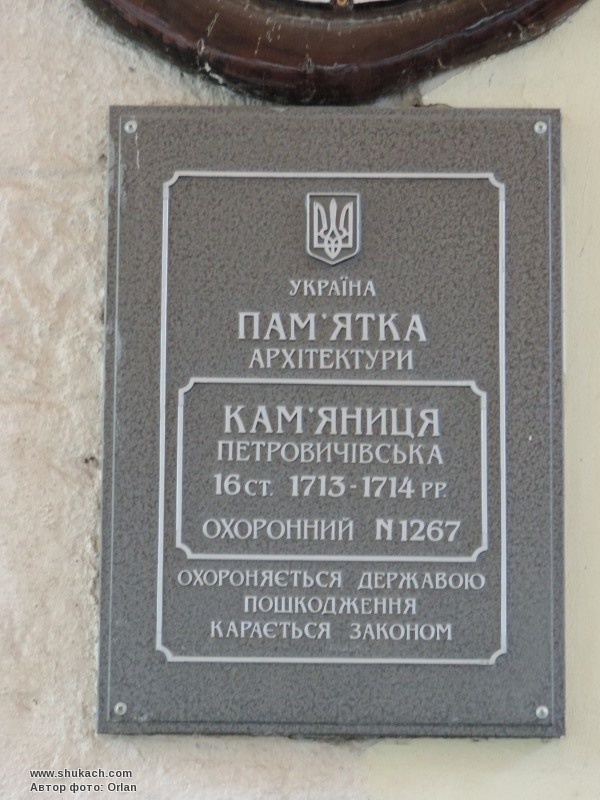 УКРАЇНА
ПАМ'ЯТКА
АРХІТЕКТУРИ
КАМ'ЯНИЦЯ
ПЕТРОВИЧІВСЬКА
16 СТ. 1713-1714 РР.
ОХОРОННИЙ N1267
ОХОРОНЯЄТЬСЯ ДЕРЖАВОЮ
ПОШКОДЖЕННЯ
КАРАЄТЬСЯ ЗАКОНОМ
www.shukach.com
Автор фото: Orlan